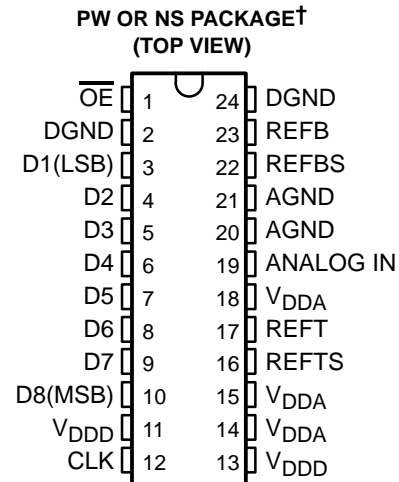 PW OR NS PACKAGE†
(TOP VIEW)
OE 1 24 DGND
DGND 2 23 REFB
D1(LSB) 3 22 REFBS
D2 4 21 AGND
D3 5 20 AGND
D4 6 19 ANALOG IN
D5 7 18 VDDA
D6 8 17 REFT
D7 9 16 REFTS
D8(MSB) 10 15 VDDA
VDDD 11 14 VDDA
CLK 12 13 VDDD